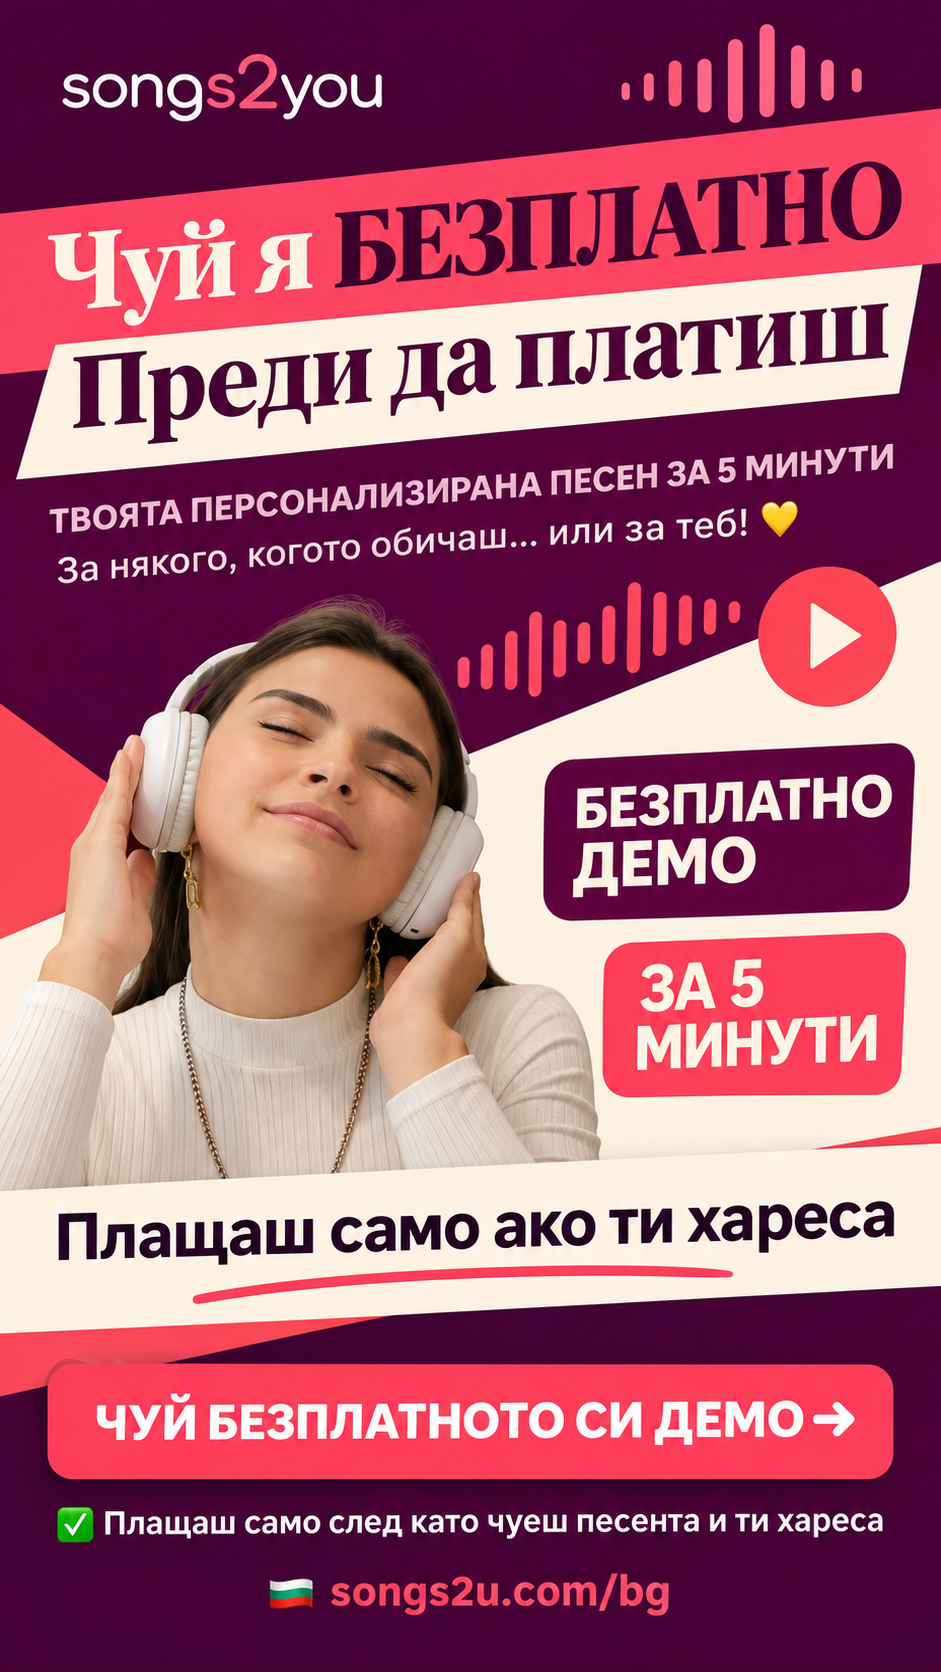 songs2you
Чуй я БЕЗПЛАТНО
Преди да платиш
ТВОЯТА ПЕРСОНАЛИЗИРАНА ПЕСЕН ЗА 5 МИНУТИ
За някого, когото обичаш... или за теб! 💛
БЕЗПЛАТНО
ДЕМО
ЗА 5
МИНУТИ
Плащаш само ако ти хареса
ЧУЙ БЕЗПЛАТНОТО СИ ДЕМО→
✅ Плащаш само след като чуеш песента и ти хареса
🇧🇬 songs2u.com/bg